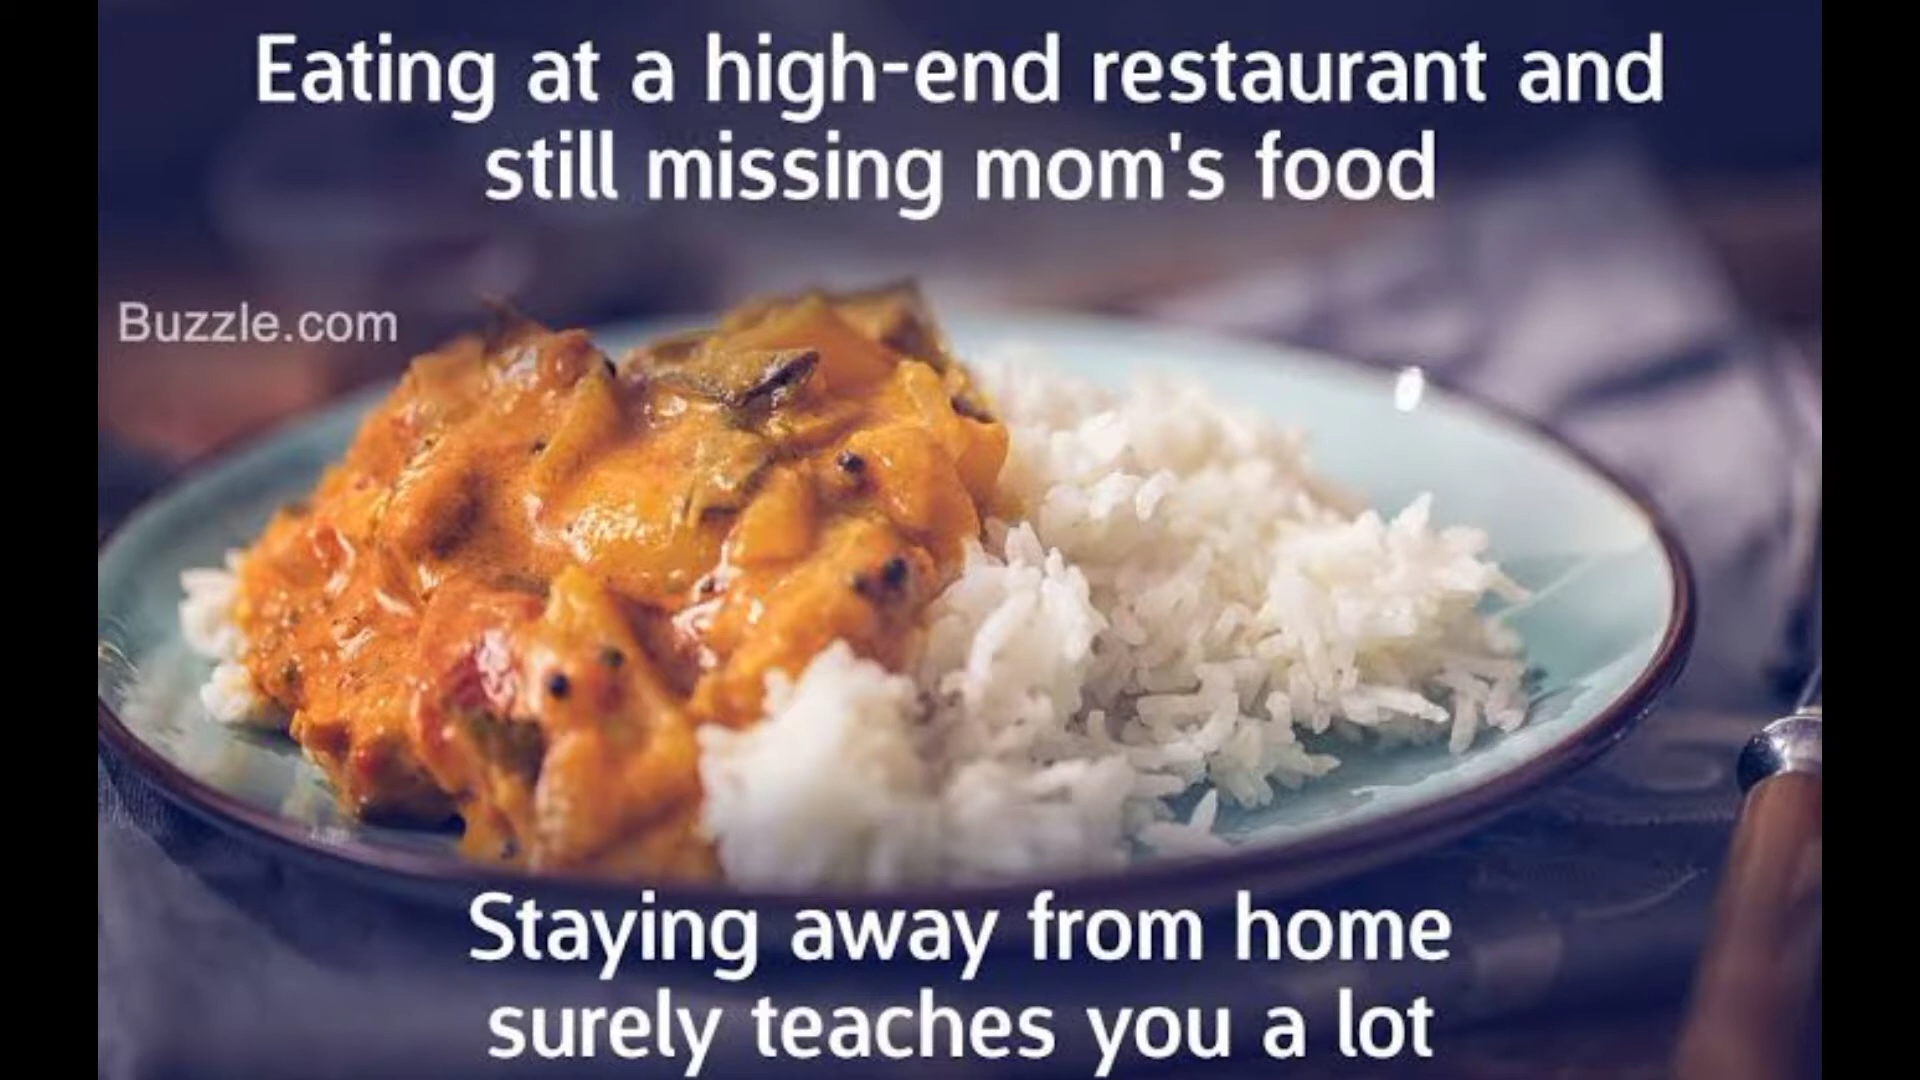 Eating at a high-end restaurant and
still missing mom's food
Buzzle.com
Staying away from home
surely teaches you a lot